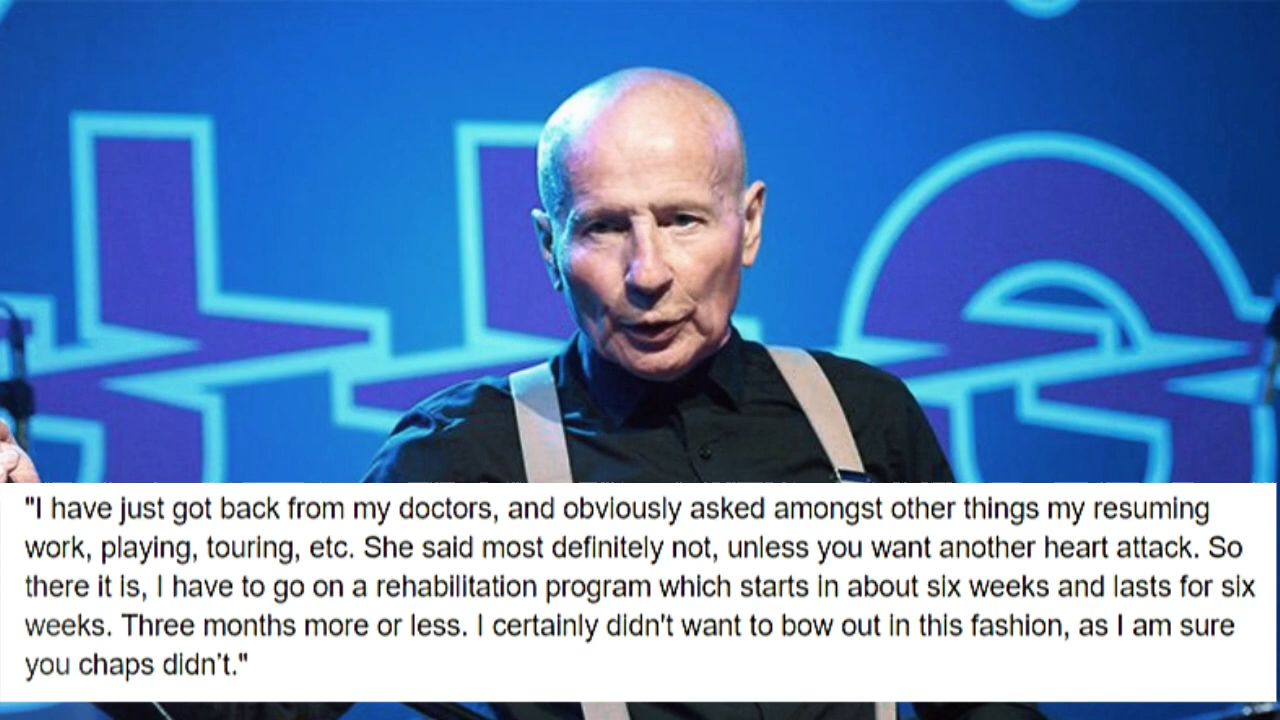 "I have just got back from my doctors, and obviously asked amongst other things my resuming
work, playing, touring, etc. She said most definitely not, unless you want another heart attack. So
there it is, I have to go on a rehabilitation program which starts in about six weeks and lasts for six
weeks. Three months more or less. I certainly didn't want to bow out in this fashion, as I am sure
you chaps didn't."